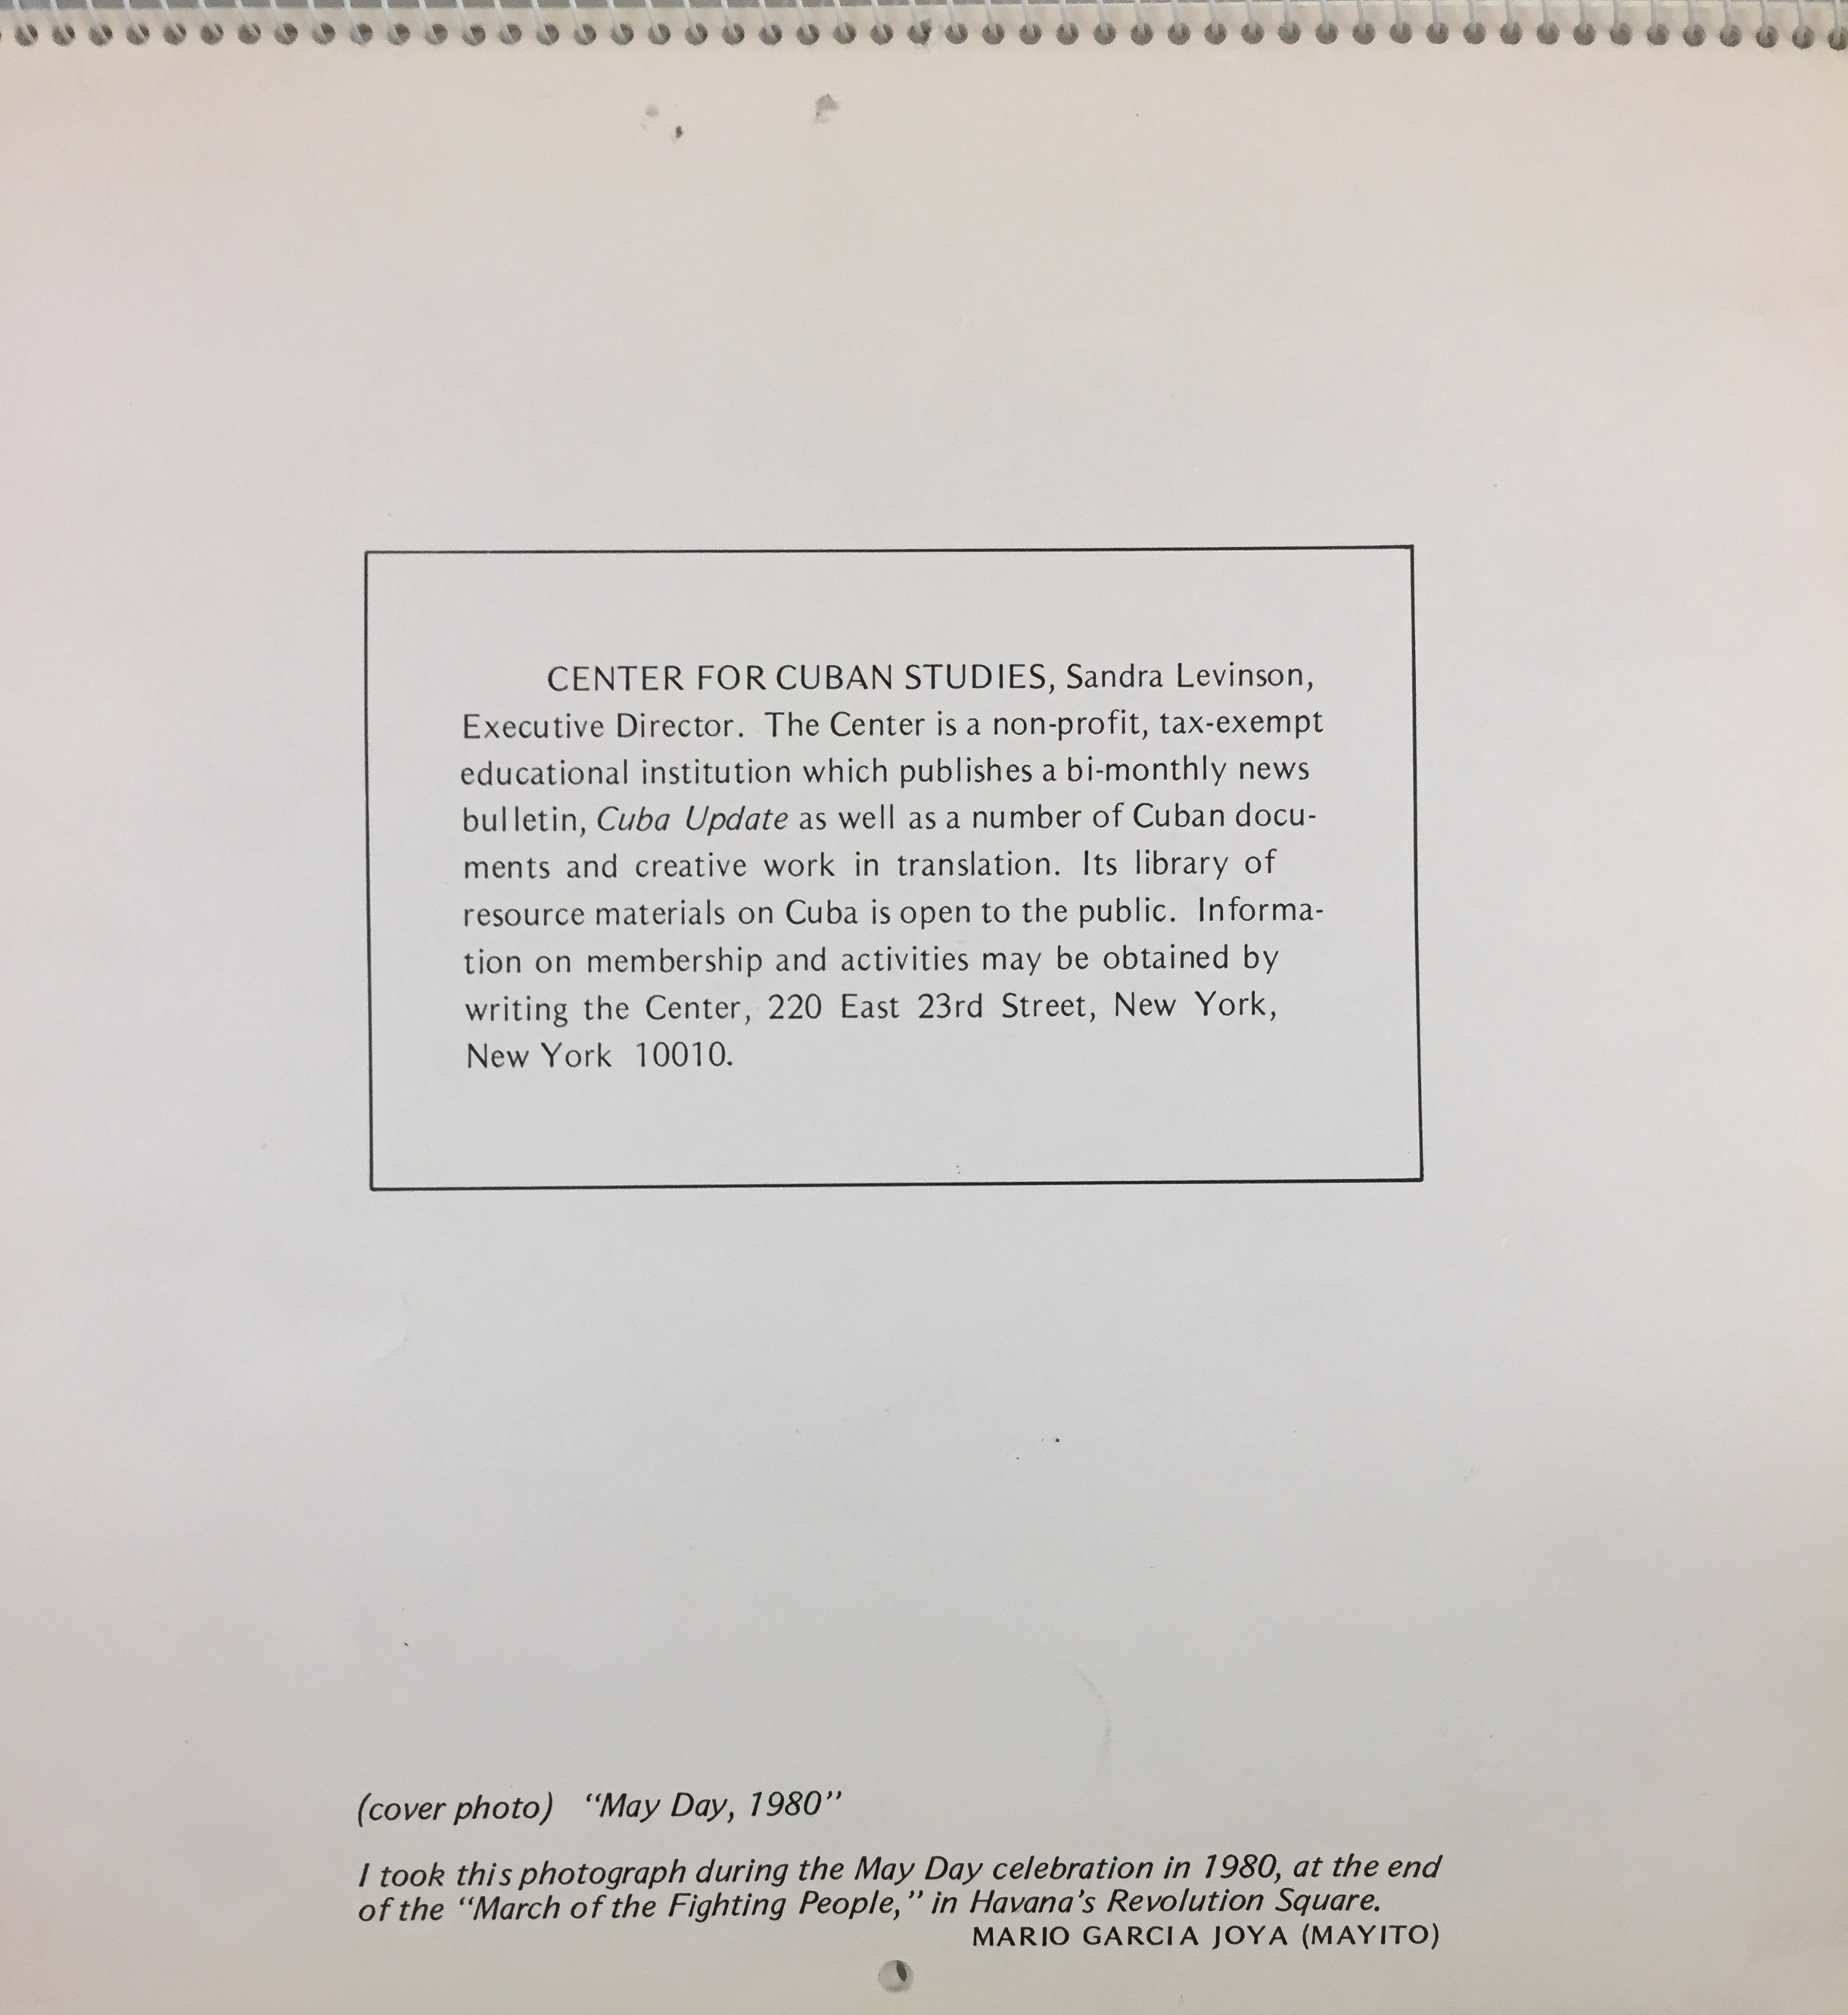 CENTER FOR CUBAN STUDIES, Sandra Levinson,
Executive Director. The Center is a non-profit, tax-exempt
educational institution which publishes a bi-monthly news
bulletin, Cuba Update as well as a number of Cuban docu-
ments and creative work in translation. Its library of
resource materials on Cuba is open to the public. Informa-
tion on membership and activities may be obtained by
writing the Center, 220 East 23rd Street, New York,
New York 10010.
(cover photo) “May Day, 1980”
I took this photograph during the May Day celebration in 1980, at the end
of the “March of the Fighting People,” in Havana's Revolution Square.
MARIO GARCIA JOYA (MAYITO)